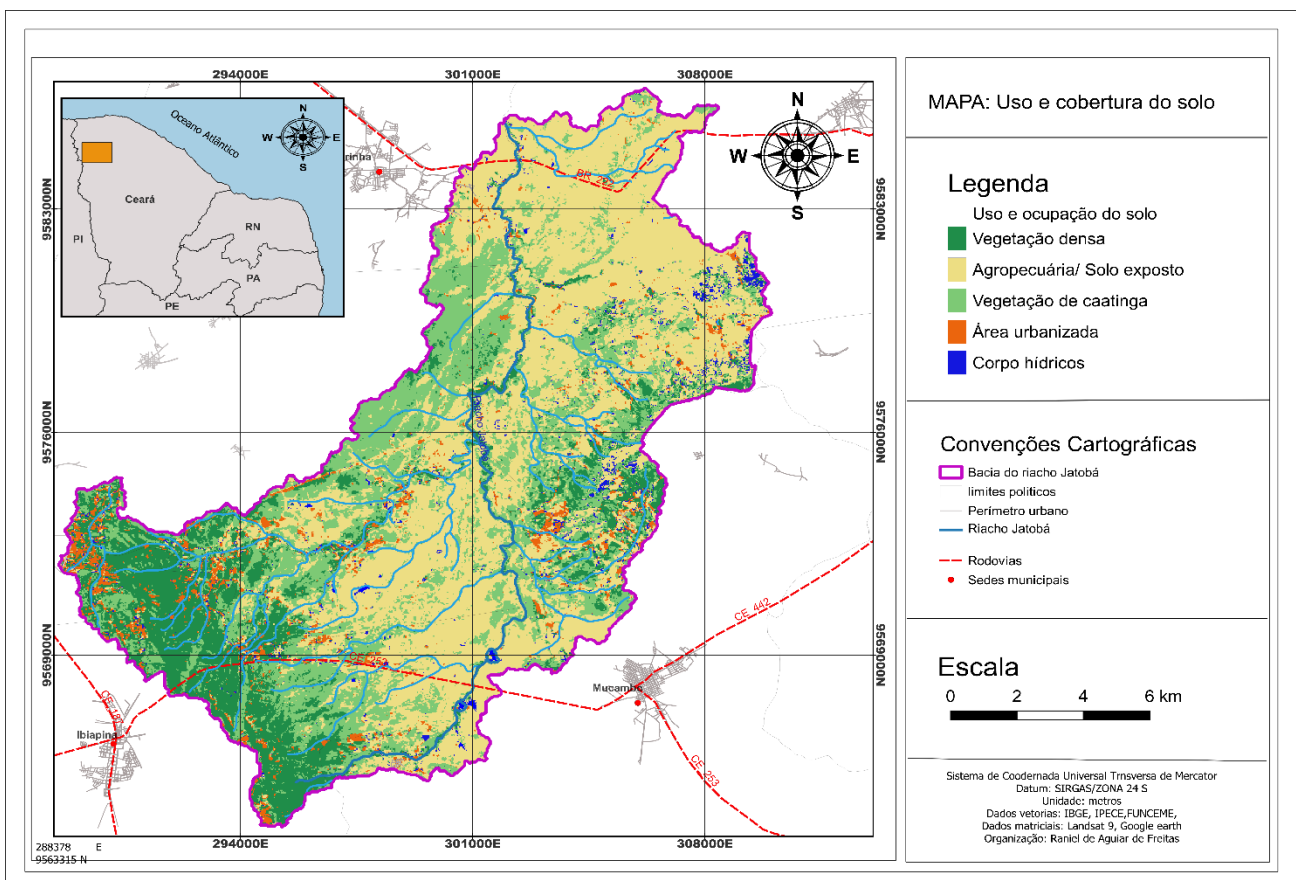 294000E
301000E
308000E
N
W
E
S
Oceano Atlântico
Ceará
PI
RN
PA
PE
rinha
BR_222
N
W
E
S
9583000N
9583000N
9576000N
9576000N
Riacho Jatobá
9569000N
9569000N
CE_442
Mucambo
CE_253
CE_187
Ibiapina
294000E
301000E
308000E
288378 E
9563315 N
MAPA: Uso e cobertura do solo
Legenda
Uso e ocupação do solo
Vegetação densa
Agropecuária/ Solo exposto
Vegetação de caatinga
Área urbanizada
Corpo hídricos
Convenções Cartográficas
Bacia do riacho Jatobá
limites politicos
Perímetro urbano
Riacho Jatobá
Rodovias
Sedes municipais
Escala
0 2 4 6 km
Sistema de Coodernada Universal Trnsversa de Mercator
Datum: SIRGAS/ZONA 24 S
Unidade: metros
Dados vetorias: IBGE, IPECE,FUNCEME,
Dados matriciais: Landsat 9, Google earth
Organização: Raniel de Aguiar de Freitas